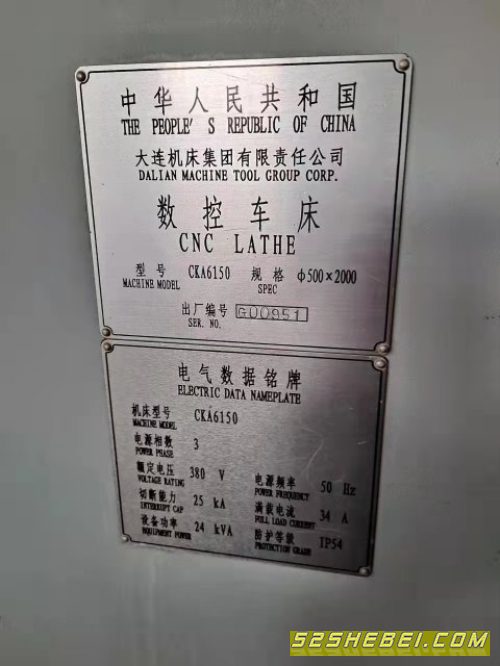 中华人民共和国
THE PEOPLE' S REPUBLIC OF CHINA
大连机床集团有限责任公司
DALIAN MACHINE TOOL GROUP CORP.
数控车床
CNC LATHE
型号 CKA6150 规格 φ500×2000
MACHINE MODEL SPEC
出厂编号 G00951
SER. NO.
电气数据铭牌
ELECTRIC DATA NAMEPLATE
机床型号 CKA6150
MACHINE MODEL
电源相数 3
POWER PHASE
额定电压 380 V 电源频率 50 Hz
VOLTAGE RATING POWER FREQUENCY
切断能力 25 kA 满载电流 34 A
INTERRUPT CAP FULL LOAD CURRENT
设备功率 24 kVA 防护等级 IP54
EQUIPMENT POWER PROTECTION GRADE
52SHEBEI.COM